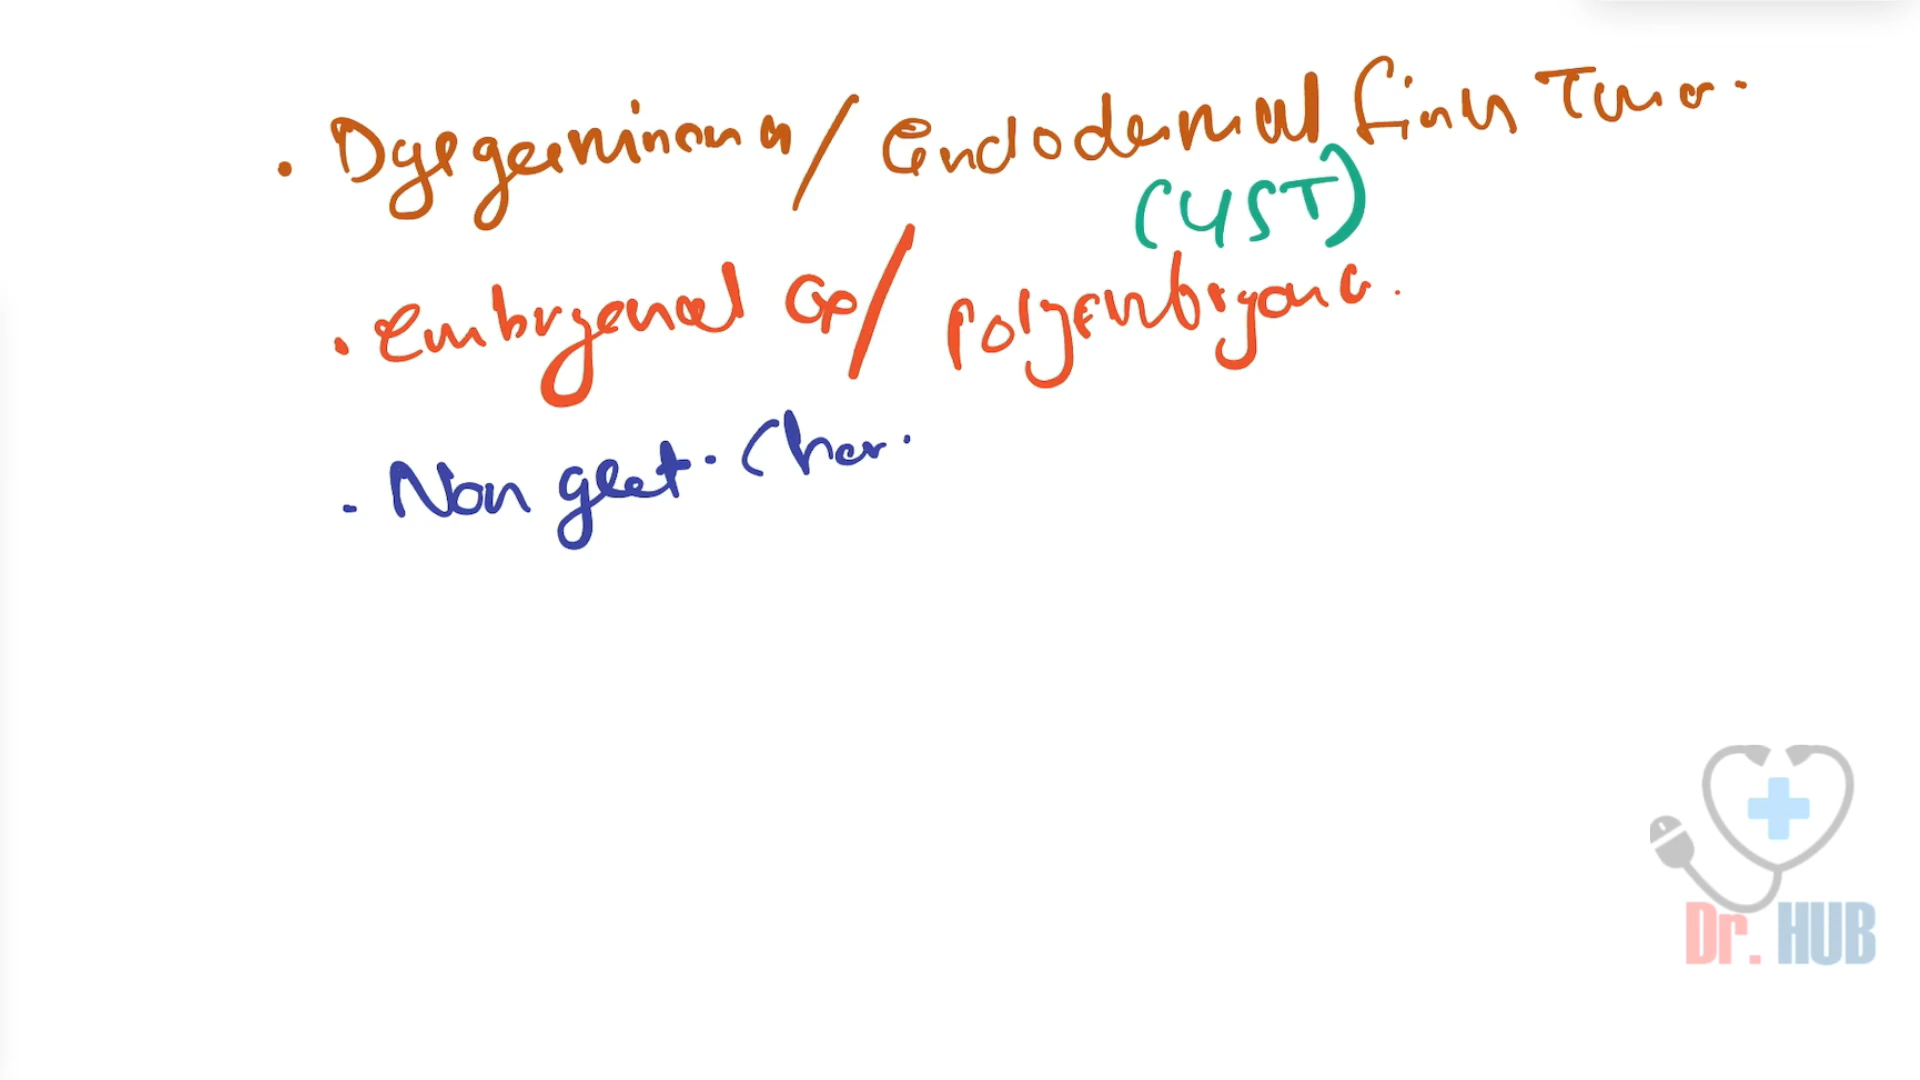 . Dysgerminoma / Endodermal Sinus Tumor.
(YST)
. Embryonal ca / Polyembryoma.
. Non gest. Chor.
Dr. HUB